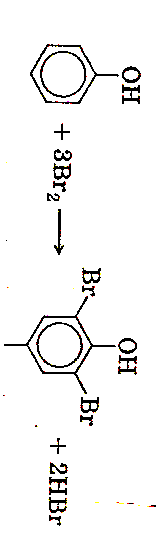 OH
+ 3Br₂ ⟶
Br
OH
Br
+ 2HBr